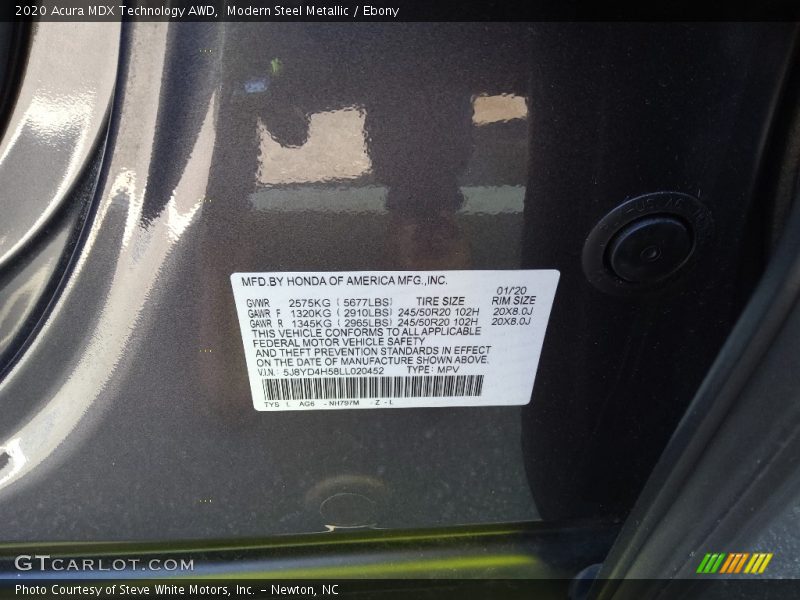 2020 Acura MDX Technology AWD, Modern Steel Metallic / Ebony
MFD.BY HONDA OF AMERICA MFG.,INC.
01/'20
GVWR 2575KG ( 5677LBS) TIRE SIZE RIM SIZE
GAWR F 1320KG ( 2910LBS) 245/50R20 102H 20X8.0J
GAWR R 1345KG ( 2965LBS) 245/50R20 102H 20X8.0J
THIS VEHICLE CONFORMS TO ALL APPLICABLE
FEDERAL MOTOR VEHICLE SAFETY
AND THEFT PREVENTION STANDARDS IN EFFECT
ON THE DATE OF MANUFACTURE SHOWN ABOVE.
V.I.N. 5J8YD4H58LL020452 TYPE: MPV
TYS L AG6 - NH797M - Z - L
GTCARLOT.COM
Photo Courtesy of Steve White Motors, Inc. – Newton, NC